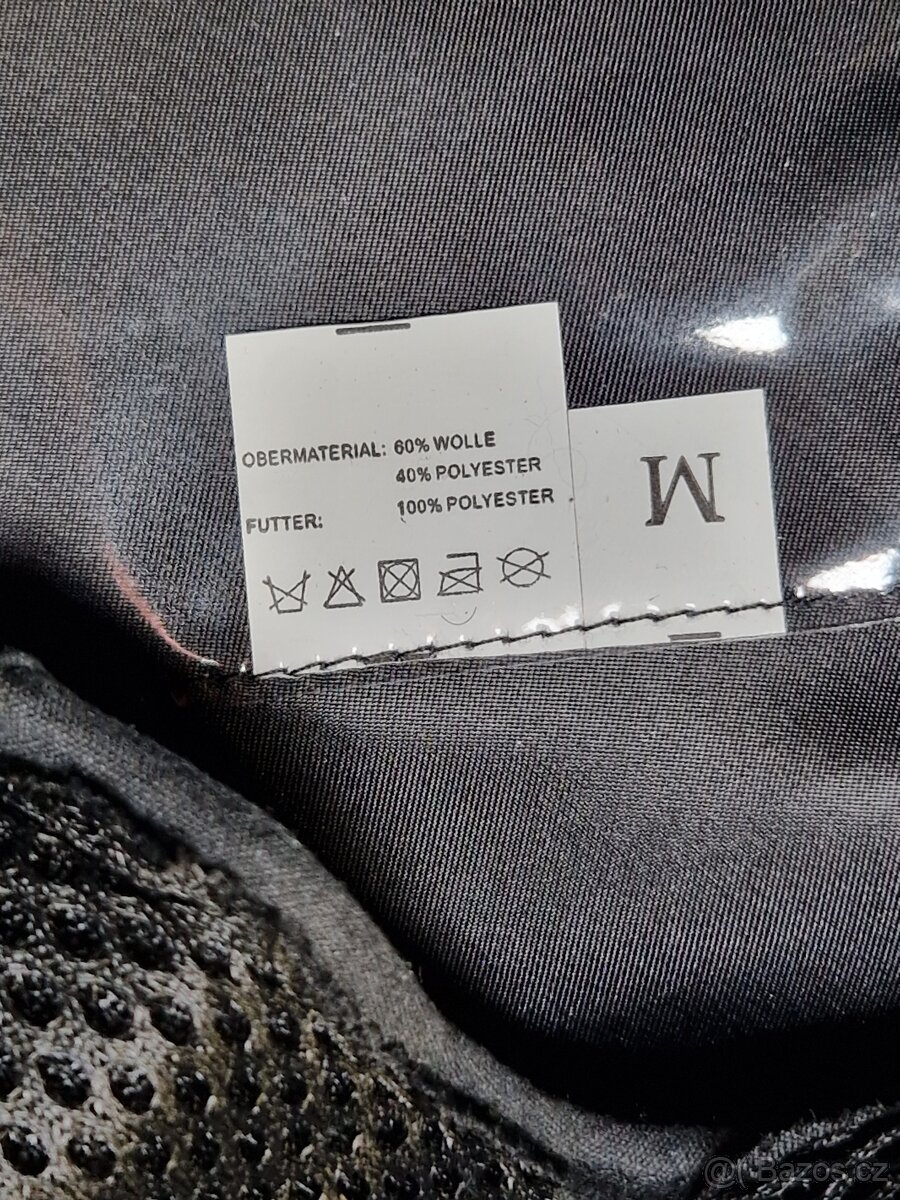 OBERMATERIAL: 60% WOLLE
40% POLYESTER
FUTTER: 100% POLYESTER
M
@( Bazos.cz